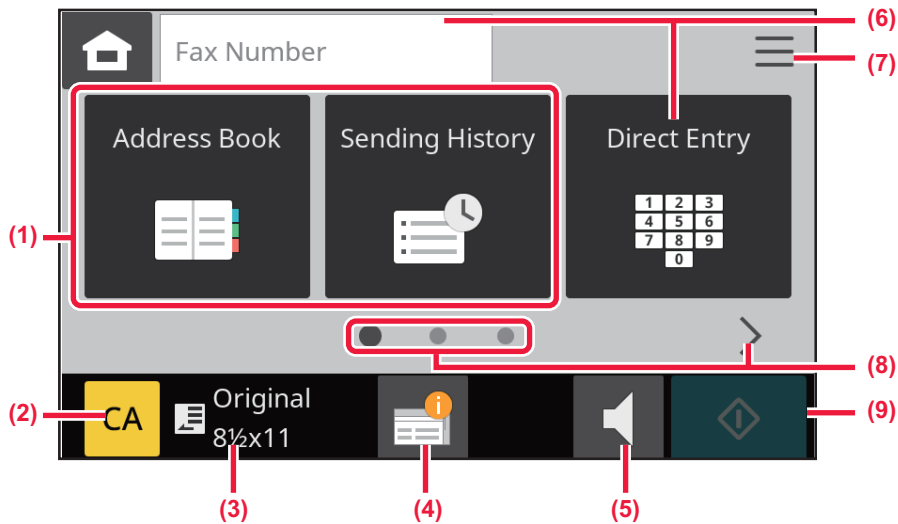 (6)
Fax Number
(7)
Address Book
Sending History
Direct Entry
1 2 3
4 5 6
7 8 9
0
(1)
(8)
(2)
CA
Original
8½x11
i
(9)
(3)
(4)
(5)